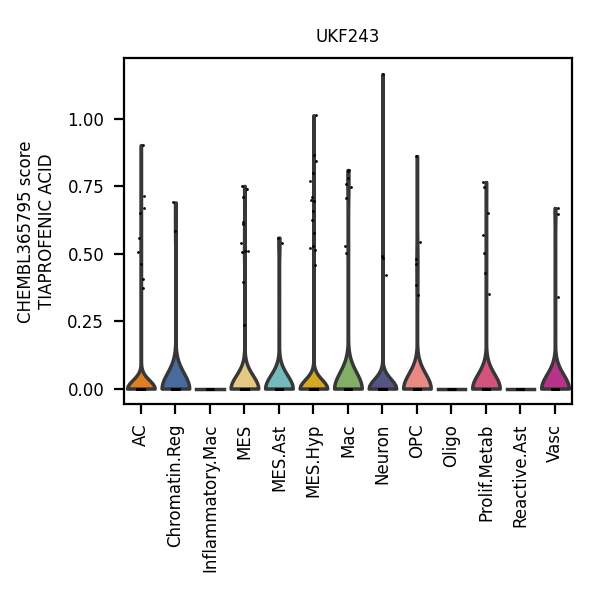 UKF243
CHEMBL365795 score
TIAPROFENIC ACID
1.00
0.75
0.50
0.25
0.00
AC
Chromatin.Reg
Inflammatory.Mac
MES
MES.Ast
MES.Hyp
Mac
Neuron
OPC
Oligo
Prolif.Metab
Reactive.Ast
Vasc